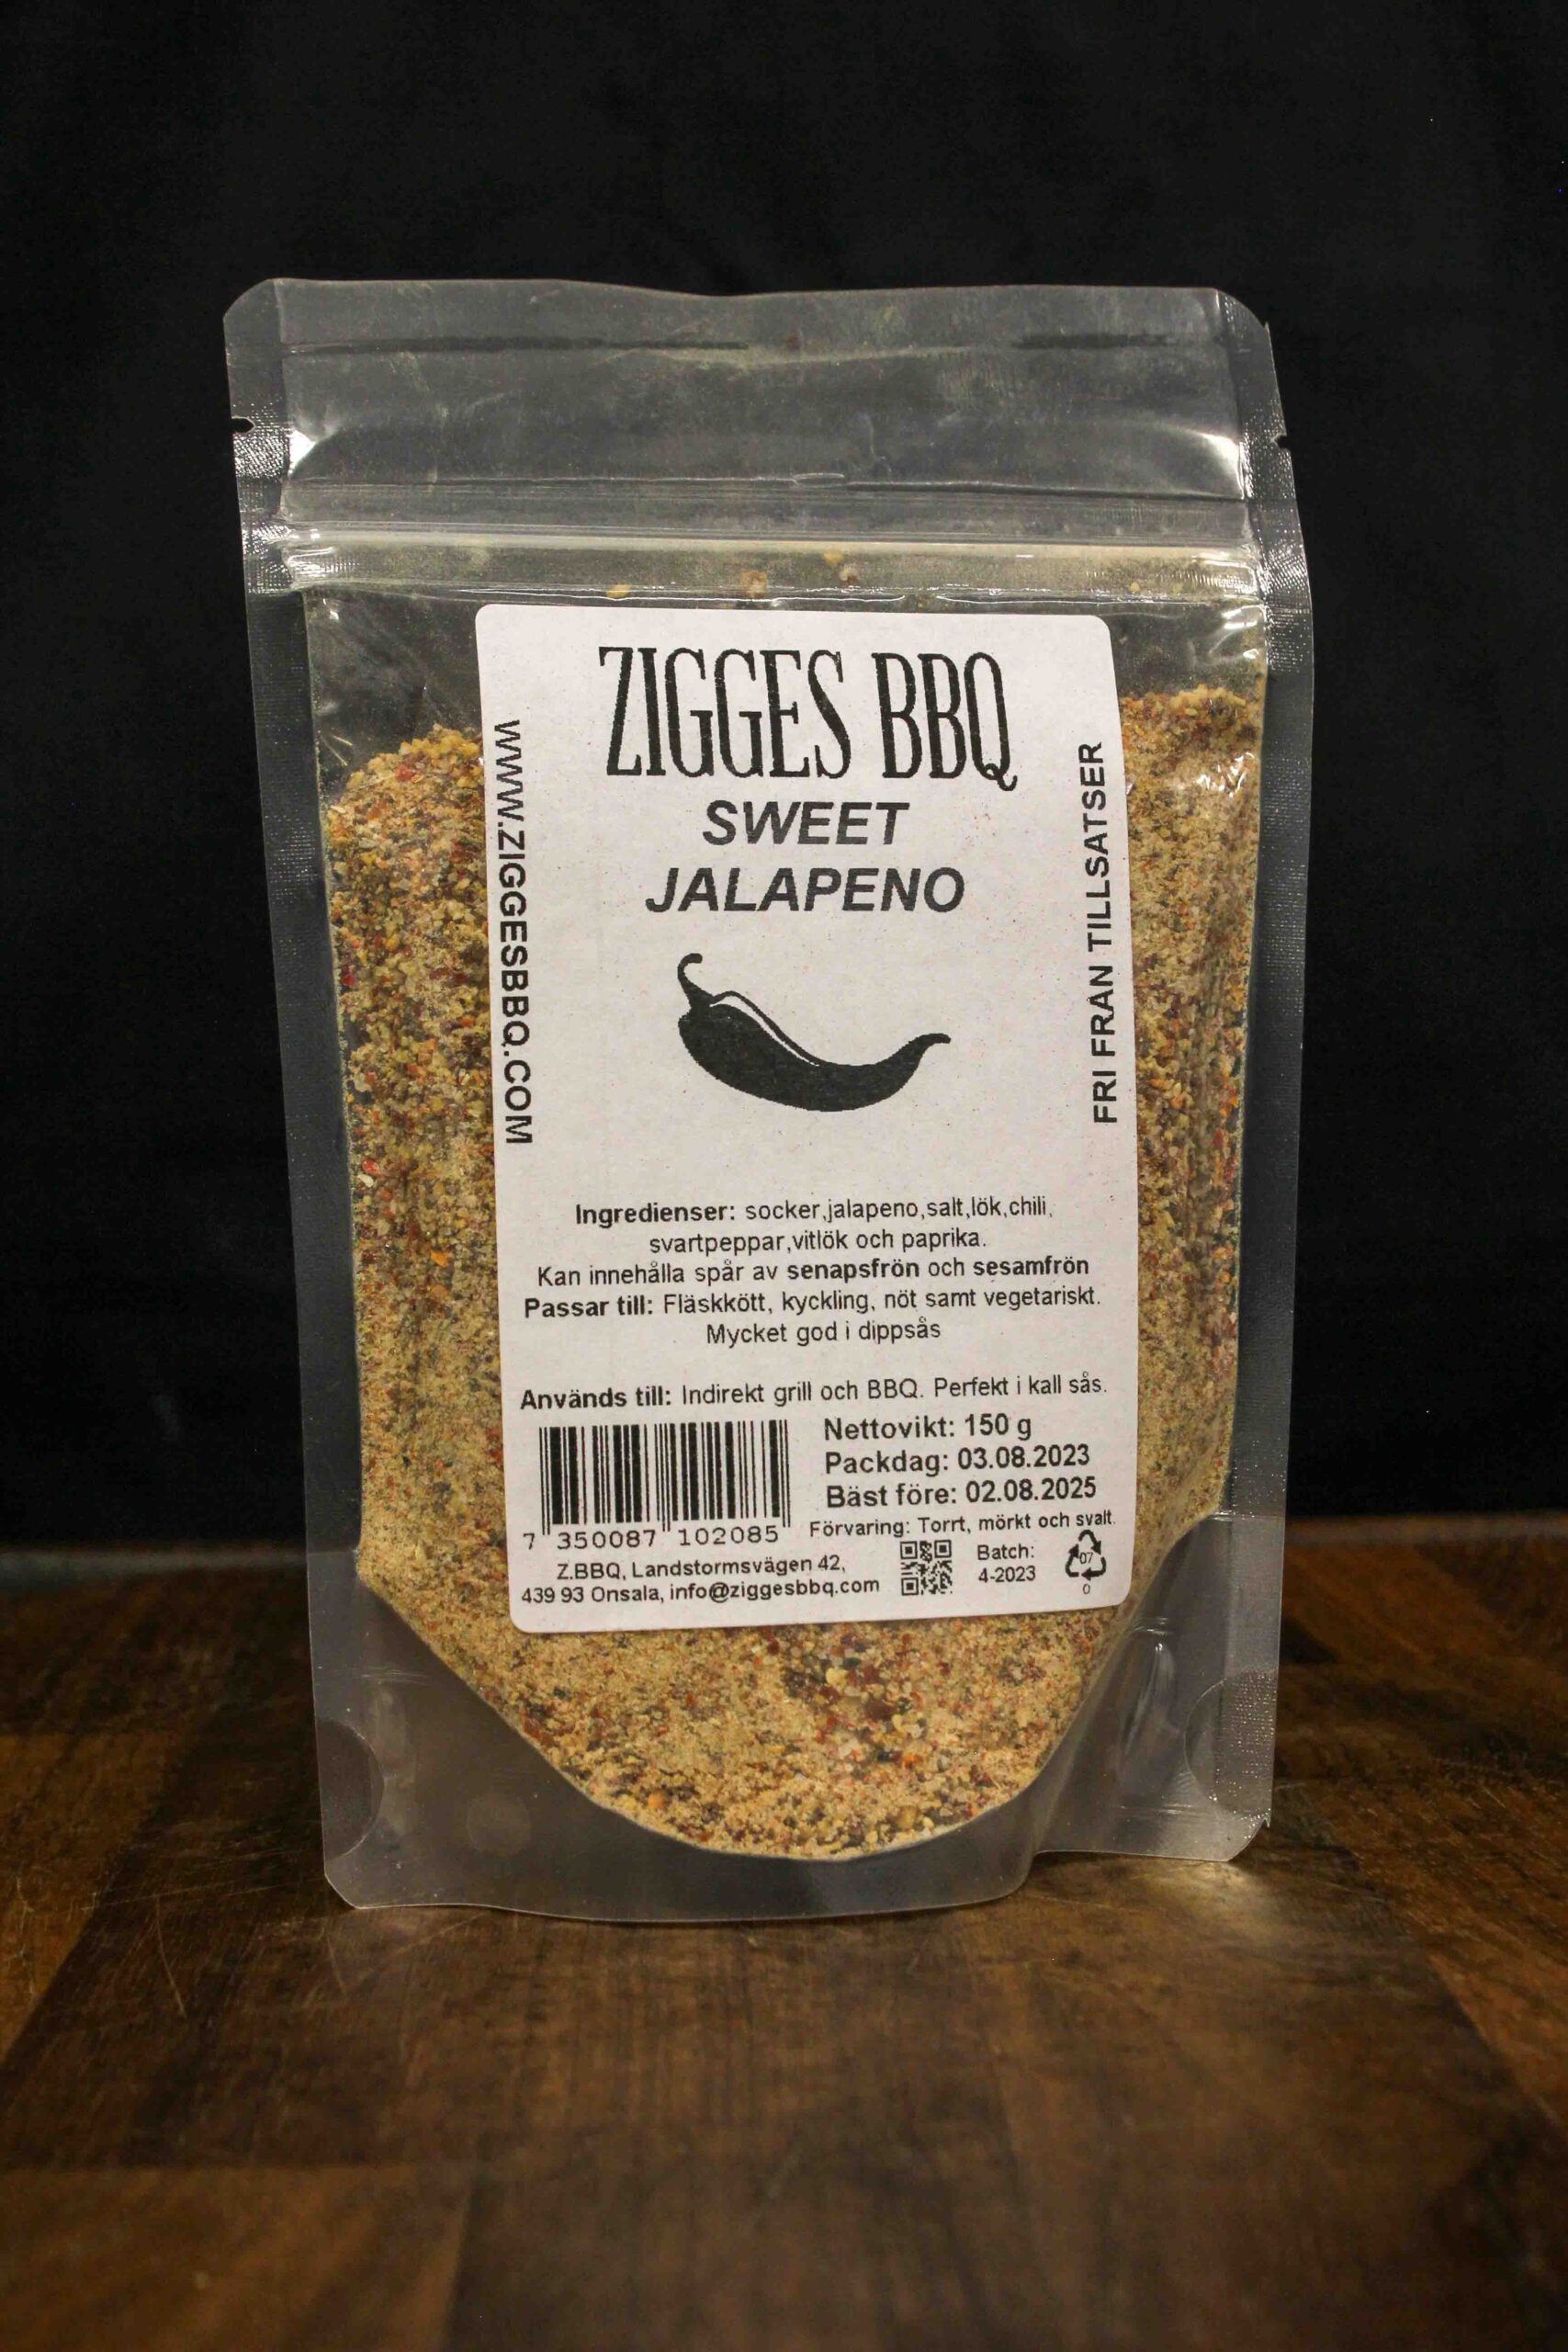 ZIGGES BBQ
SWEET
JALAPENO
WWW.ZIGGESBBQ.COM
FRI FRÅN TILLSATSER
Ingredienser: socker,jalapeno,salt,lök,chili,
svartpeppar,vitlök och paprika.
Kan innehålla spår av senapsfrön och sesamfrön
Passar till: Fläskkött, kyckling, nöt samt vegetariskt.
Mycket god i dippsås
Används till: Indirekt grill och BBQ. Perfekt i kall sås.
Nettovikt: 150 g
Packdag: 03.08.2023
Bäst före: 02.08.2025
Förvaring: Torrt, mörkt och svalt.
7 350087 102085
Z.BBQ, Landstormsvägen 42,
439 93 Onsala, info@ziggesbbq.com
Batch:
4-2023
07
O